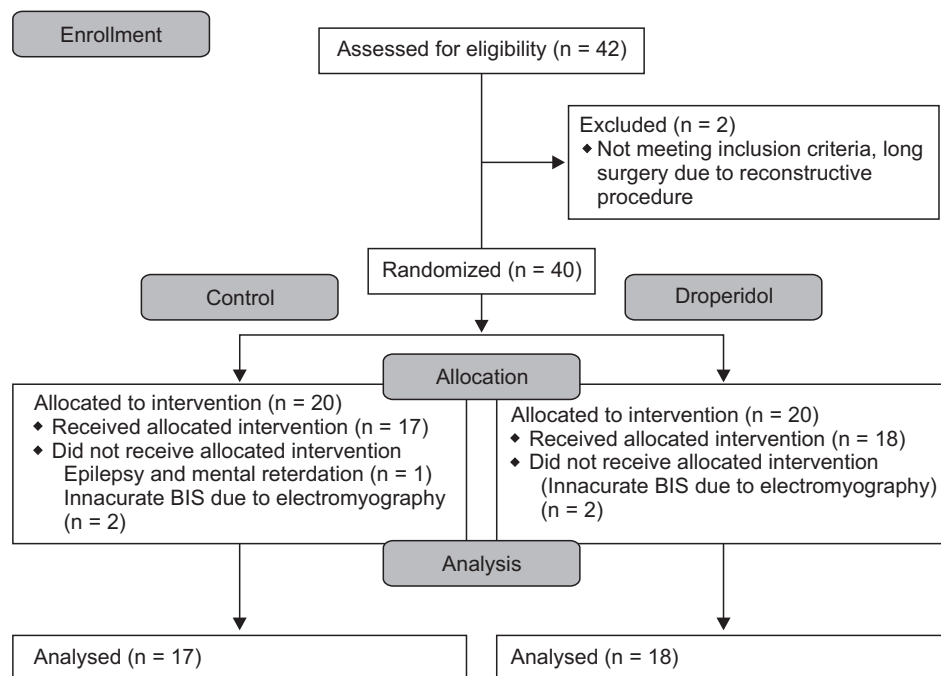 Enrollment
Assessed for eligibility (n = 42)
Excluded (n = 2)
◆ Not meeting inclusion criteria, long
surgery due to reconstructive
procedure
Randomized (n = 40)
Control
Droperidol
Allocation
Allocated to intervention (n = 20)
◆ Received allocated intervention (n = 17)
◆ Did not receive allocated intervention
Epilepsy and mental reterdation (n = 1)
Innacurate BIS due to electromyography
(n = 2)
Allocated to intervention (n = 20)
◆ Received allocated intervention (n = 18)
◆ Did not receive allocated intervention
(Innacurate BIS due to electromyography)
(n = 2)
Analysis
Analysed (n = 17)
Analysed (n = 18)